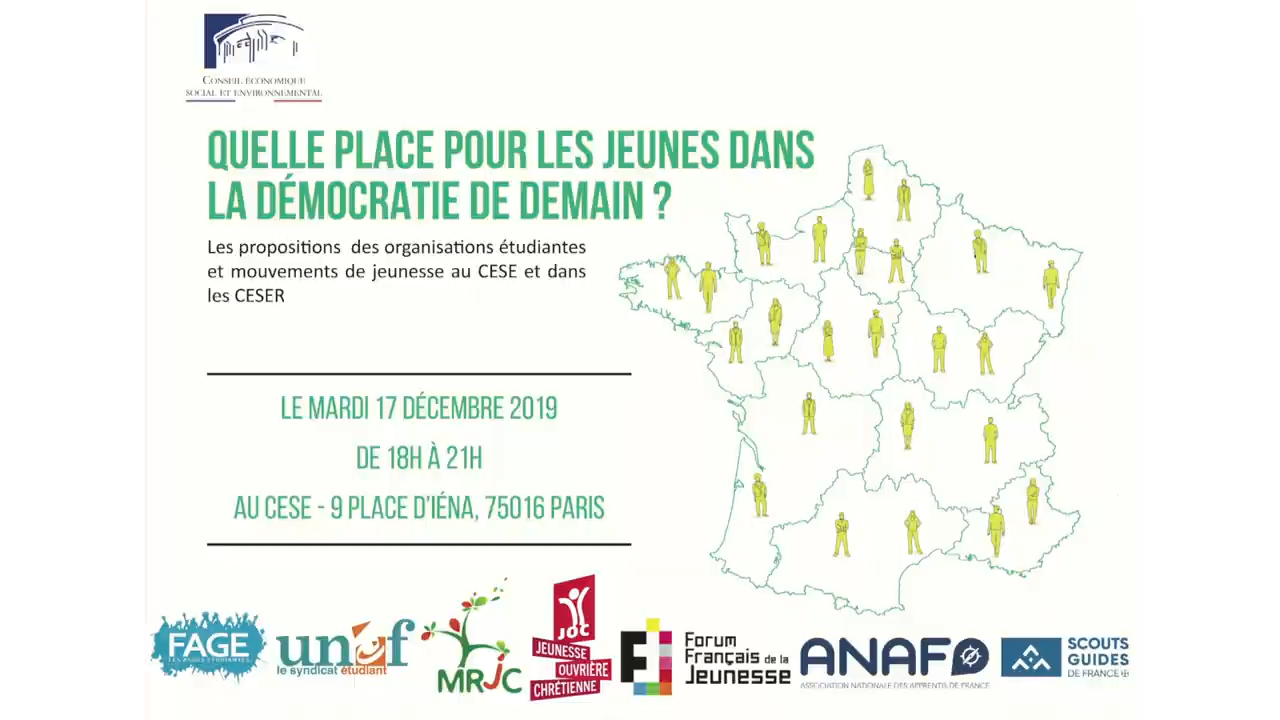 CONSEIL ÉCONOMIQUE
SOCIAL ET ENVIRONNEMENTAL
QUELLE PLACE POUR LES JEUNES DANS
LA DÉMOCRATIE DE DEMAIN ?
Les propositions des organisations étudiantes
et mouvements de jeunesse au CESE et dans
les CESER
LE MARDI 17 DÉCEMBRE 2019
DE 18H À 21H
AU CESE - 9 PLACE D'IÉNA, 75016 PARIS
FAGE
LES ASSOS ÉTUDIANTES
unef
le syndicat étudiant
MRJC
JOC
JEUNESSE
OUVRIÈRE
CHRÉTIENNE
Forum
Français de la
Jeunesse
ANAF
ASSOCIATION NATIONALE DES APPRENTIS DE FRANCE
SCOUTS
GUIDES
DE FRANCE